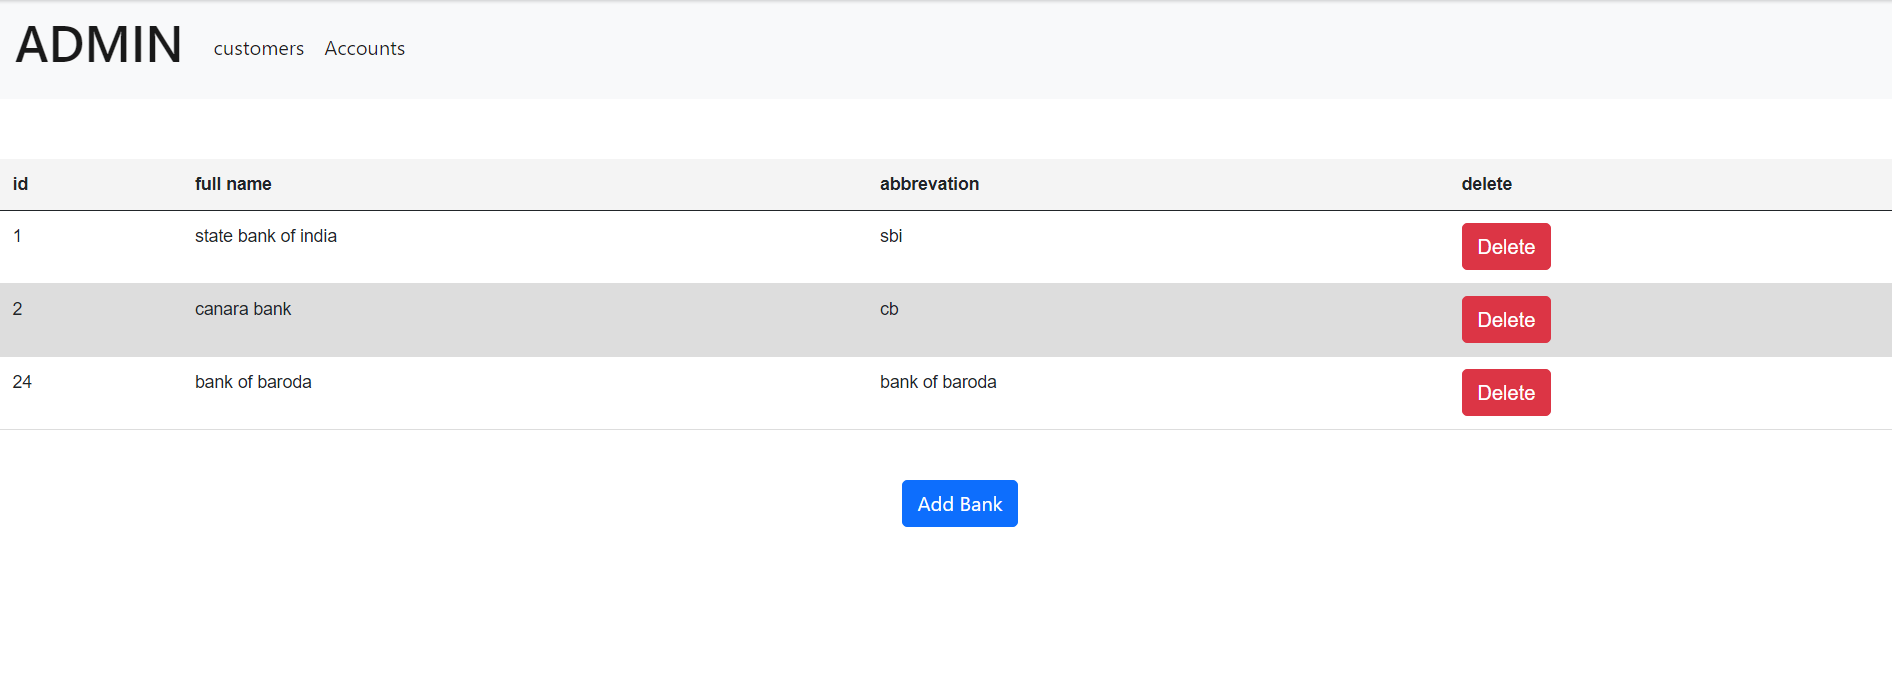 ADMIN customers Accounts
id full name abbrevation delete
1 state bank of india sbi Delete
2 canara bank cb Delete
24 bank of baroda bank of baroda Delete
Add Bank